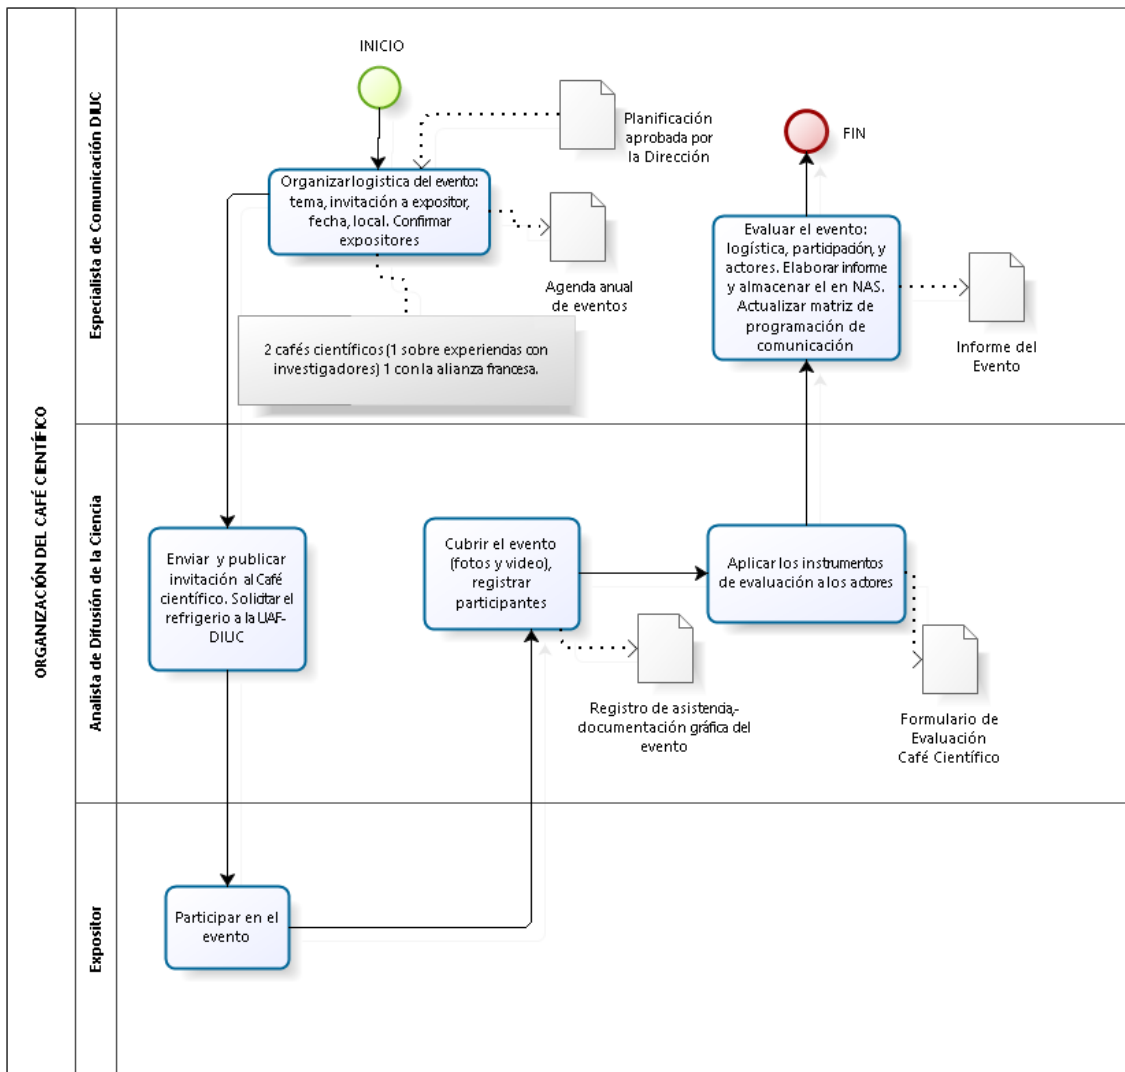 ORGANIZACIÓN DEL CAFÉ CIENTÍFICO
Especialista de Comunicación DIUC
INICIO
Planificación
aprobada por
la Dirección
Organizar logistica del evento:
tema, invitación a expositor,
fecha, local. Confirmar
expositores
Agenda anual
de eventos
2 cafés científicos (1 sobre experiencias con
investigadores) 1 con la alianza francesa.
FIN
Evaluar el evento:
logística, participación, y
actores. Elaborar informe
y almacenar el en NAS.
Actualizar matriz de
programación de
comunicación
Informe del
Evento
Analista de Difusión de la Ciencia
Enviar y publicar
invitación al Café
científico. Solicitar el
refrigerio a la UAF-
DIUC
Cubrir el evento
(fotos y video),
registrar
participantes
Registro de asistencia,-
documentación gráfica del
evento
Aplicar los instrumentos
de evaluación a los actores
Formulario de
Evaluación
Café Científico
Expositor
Participar en el
evento